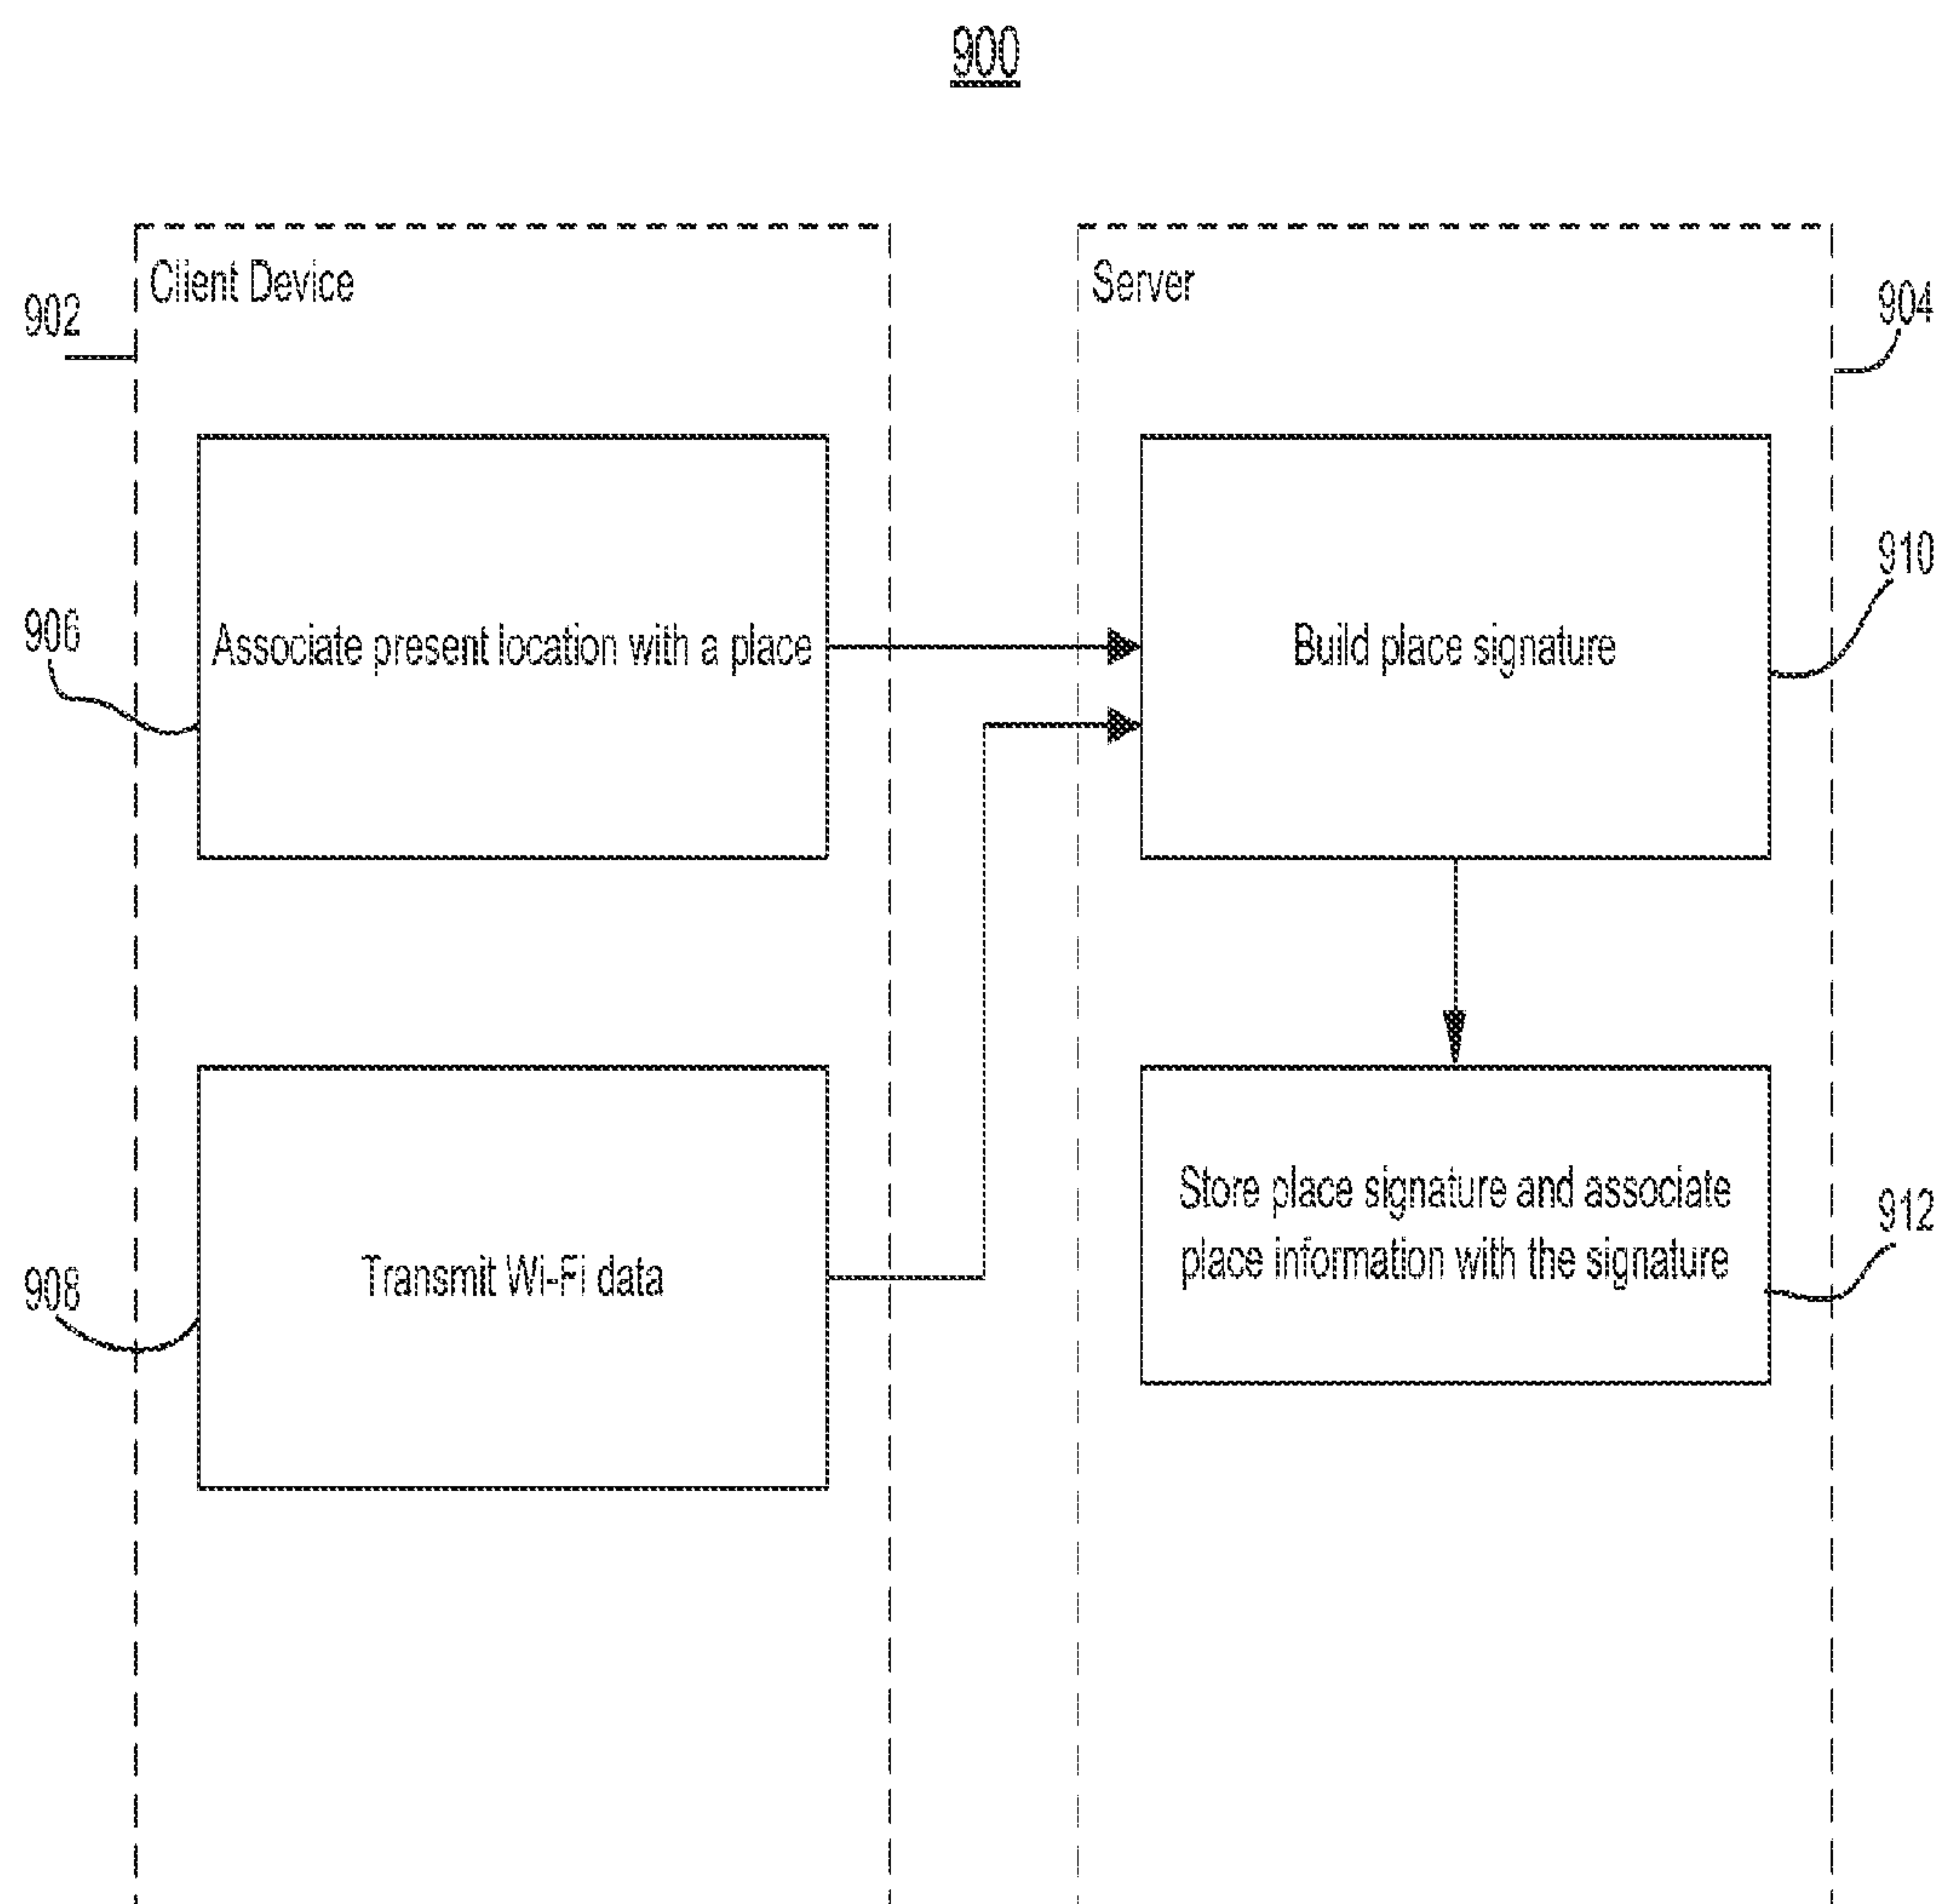 900
Client Device
Server
902
904
906
Associate present location with a place
Build place signature
910
908
Transmit Wi-Fi data
Store place signature and associate
place information with the signature
912